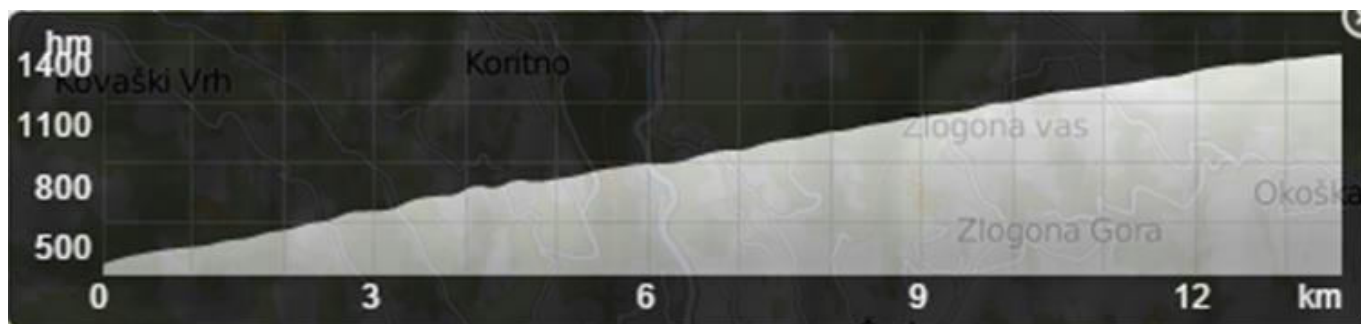 hm
1400
Kovaški Vrh
Koritno
1100
Zlogona vas
800
Okoška
500
Zlogona Gora
0 3 6 9 12 km